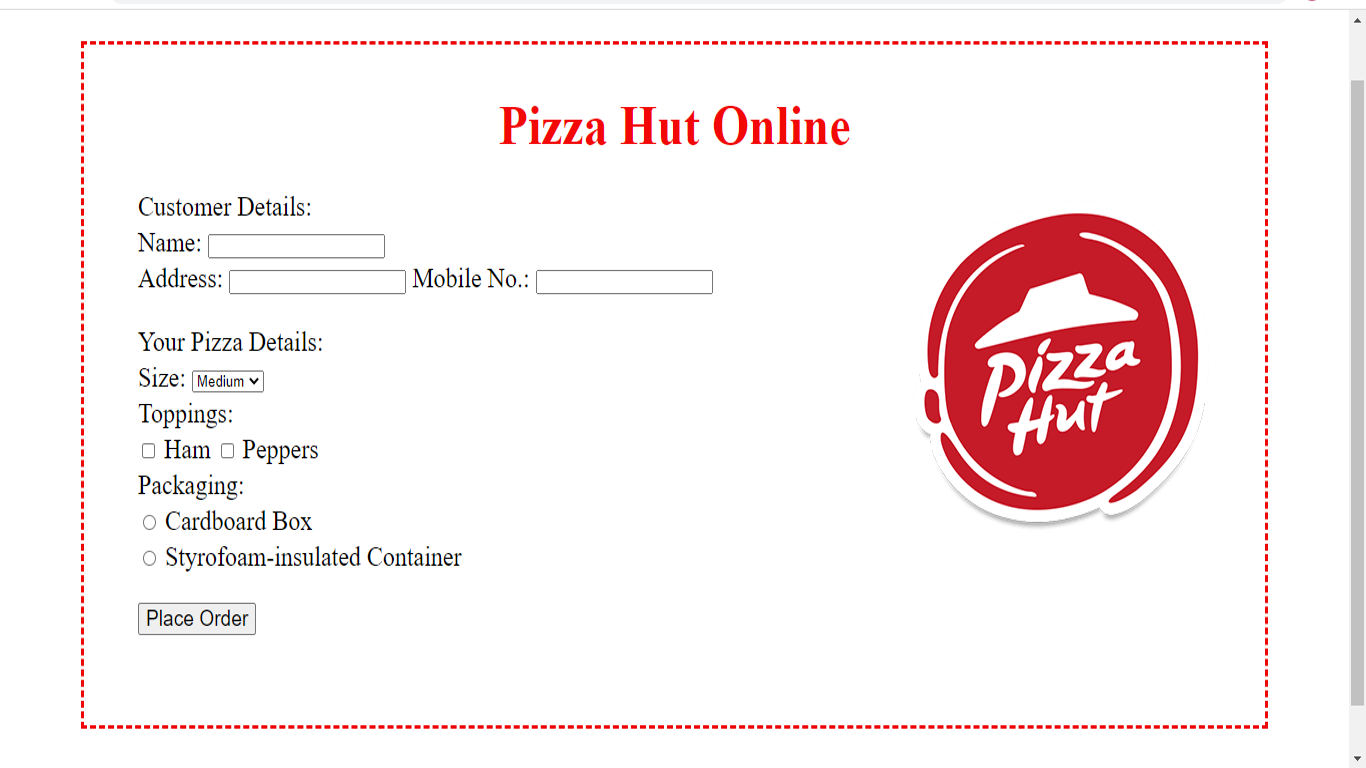 Pizza Hut Online
Customer Details:
Name:
Address: Mobile No.:
Your Pizza Details:
Size: Medium
Toppings:
Ham Peppers
Packaging:
Cardboard Box
Styrofoam-insulated Container
Place Order
Pizza
Hut